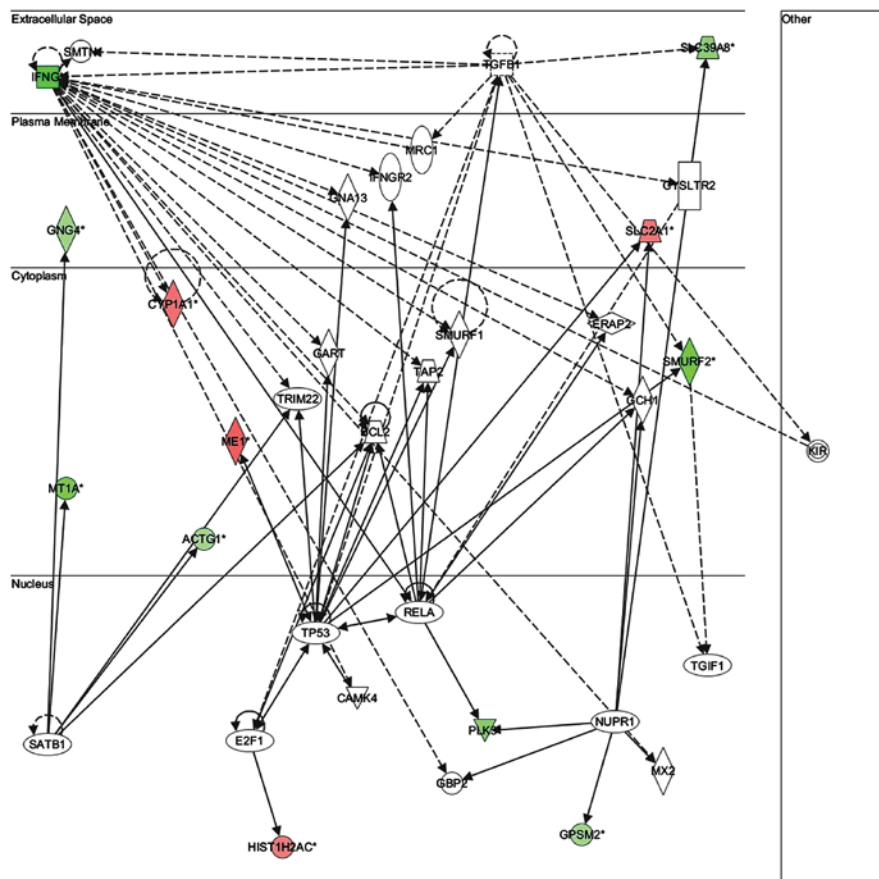 Extracellular Space
Other
SLC39A8*
SMTN
TGFB1
IFNG*
Plasma Membrane
MRC1
IFNGR2
CYSLTR2
GNA13
GNG4*
SLC2A1*
Cytoplasm
CYP1A1*
ERAP2
SMURF1
GART
SMURF2*
TAP2
TRIM22
GCH1
BCL2
ME1*
KIR
MT1A*
ACTG1*
Nucleus
RELA
TP53
TGIF1
CAMK4
NUPR1
SATB1
E2F1
MX2
GBP2
GPSM2*
HIST1H2AC*